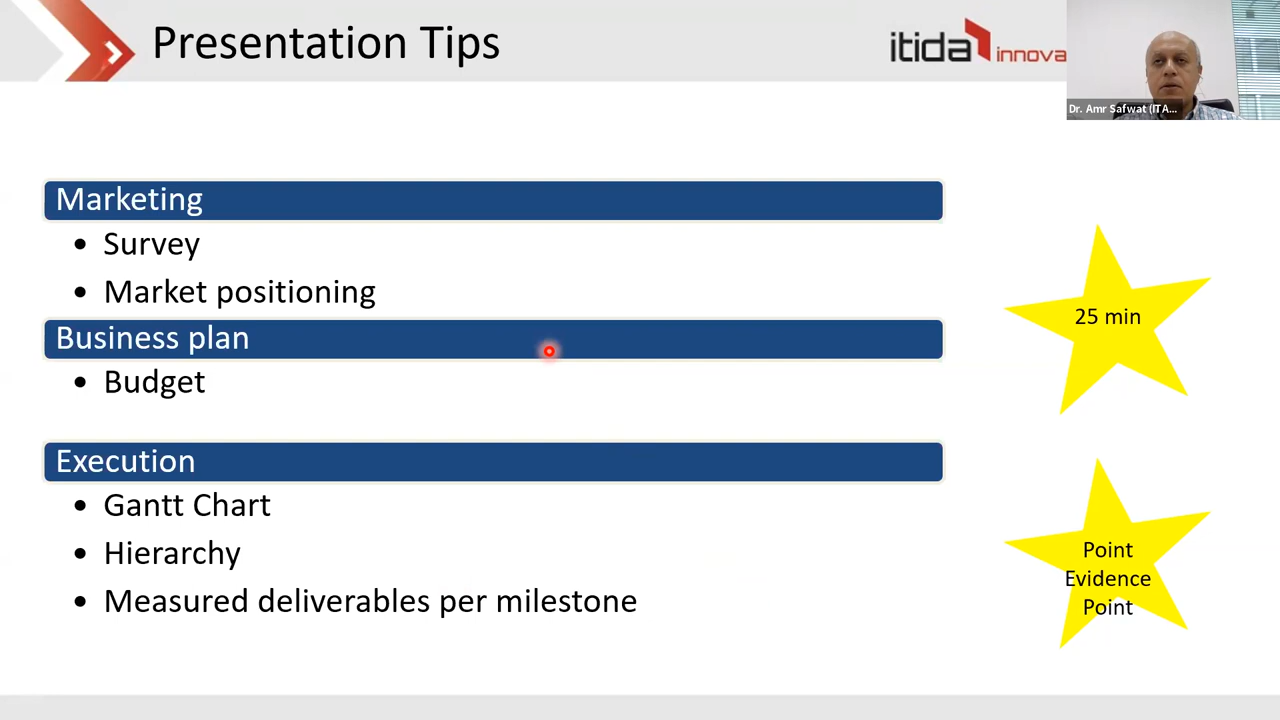 Presentation Tips
itida innova
Dr. Amr Safwat (ITA...
Marketing
• Survey
• Market positioning
Business plan
• Budget
Execution
• Gantt Chart
• Hierarchy
• Measured deliverables per milestone
25 min
Point
Evidence
Point